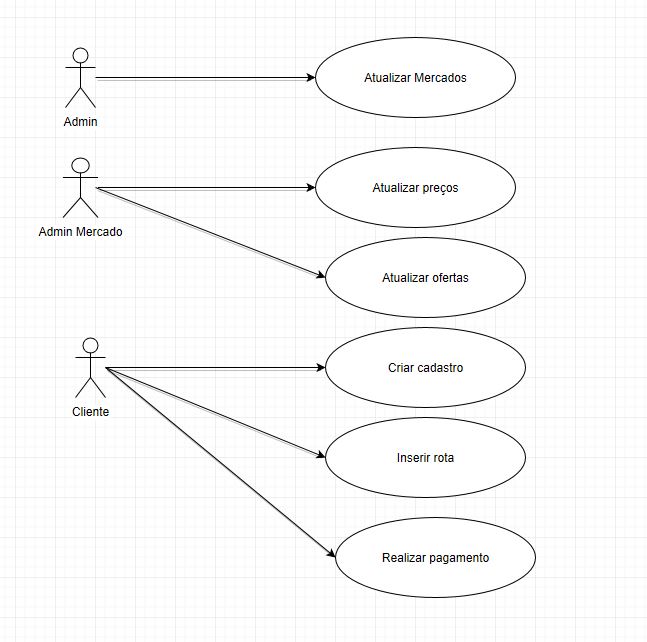 Admin
Atualizar Mercados
Admin Mercado
Atualizar preços
Atualizar ofertas
Cliente
Criar cadastro
Inserir rota
Realizar pagamento